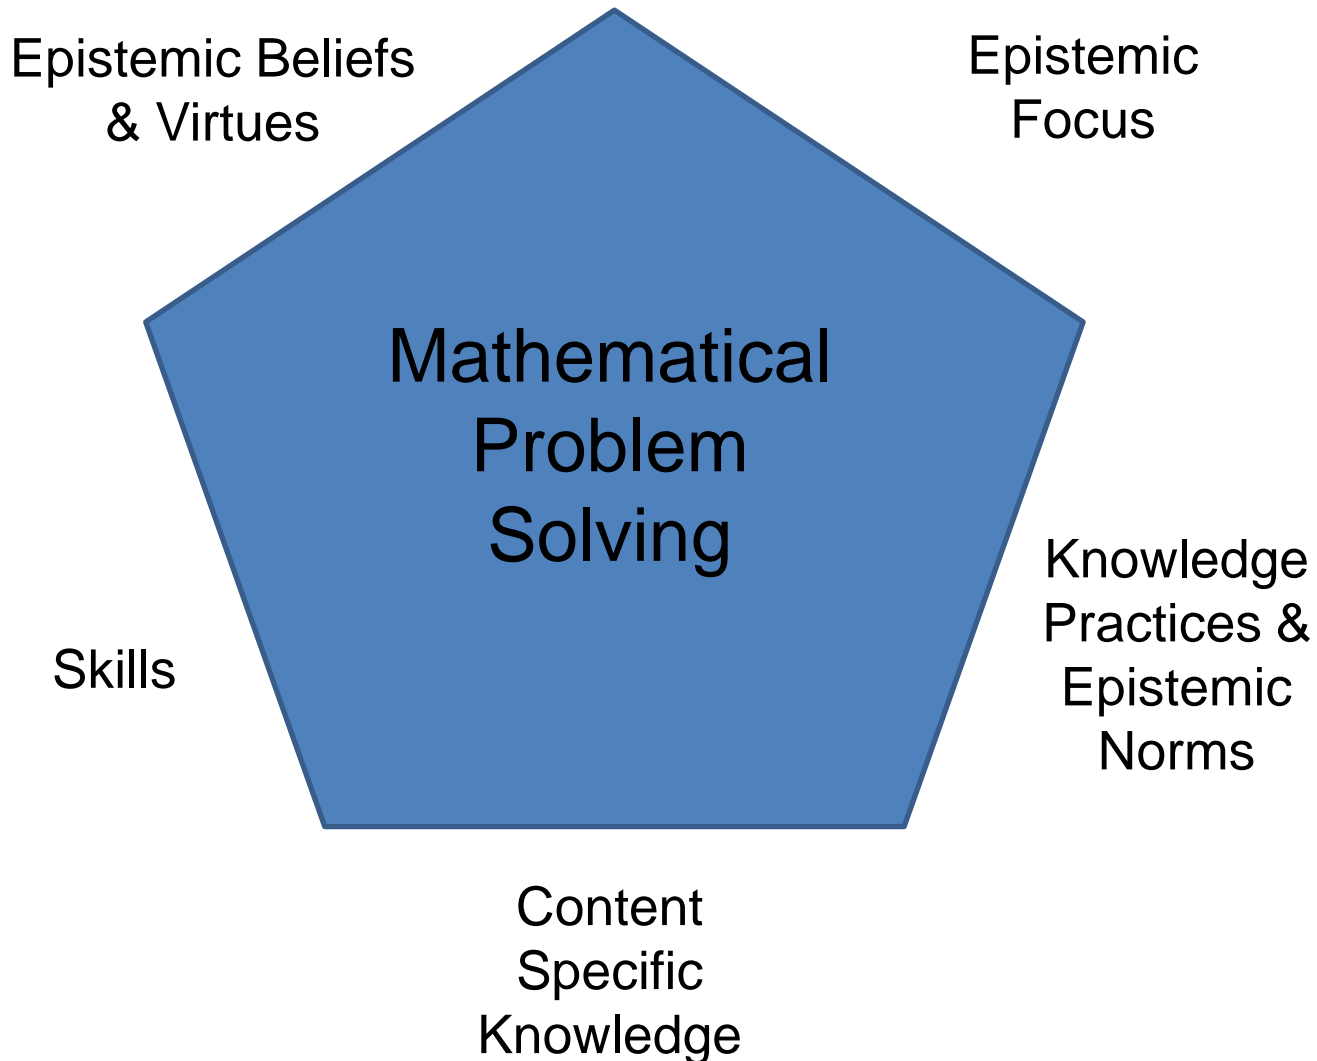 Epistemic Beliefs
& Virtues
Epistemic
Focus
Mathematical
Problem
Solving
Knowledge
Practices &
Epistemic
Norms
Skills
Content
Specific
Knowledge